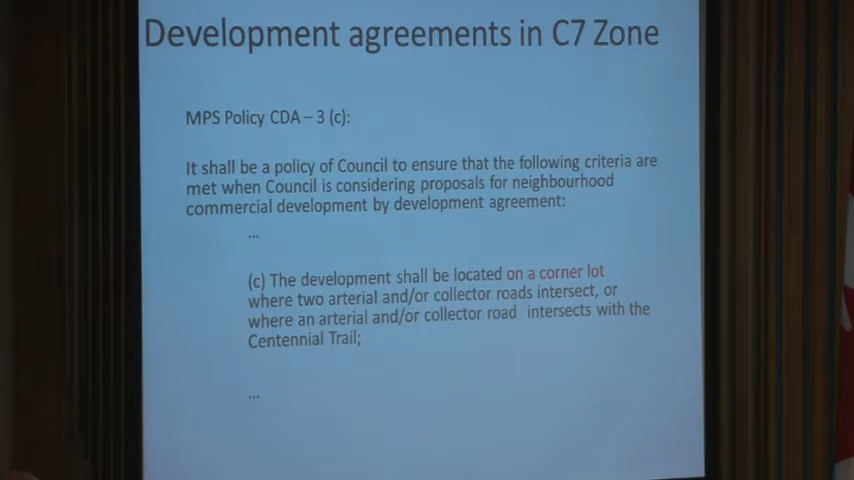 Development agreements in C7 Zone
MPS Policy CDA – 3 (c):
It shall be a policy of Council to ensure that the following criteria are
met when Council is considering proposals for neighbourhood
commercial development by development agreement:
...
(c) The development shall be located on a corner lot
where two arterial and/or collector roads intersect, or
where an arterial and/or collector road intersects with the
Centennial Trail;
...